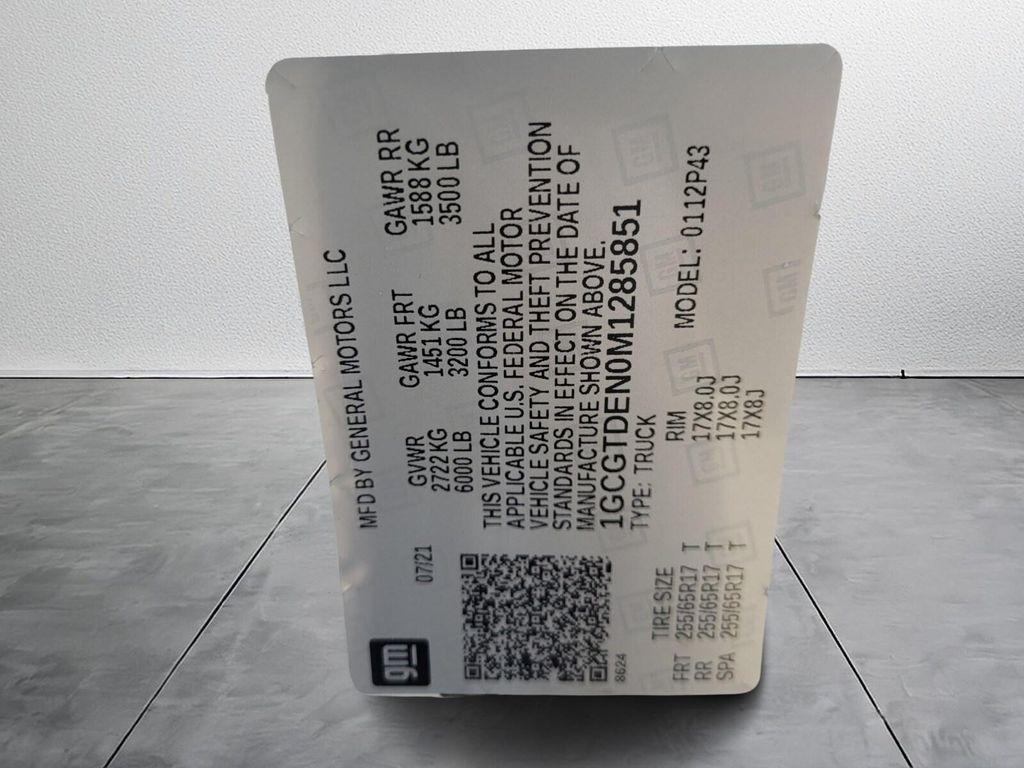 gm
MFD BY GENERAL MOTORS LLC
07/21
GVWR GAWR FRT GAWR RR
2722 KG 1451 KG 1588 KG
6000 LB 3200 LB 3500 LB
THIS VEHICLE CONFORMS TO ALL
APPLICABLE U.S. FEDERAL MOTOR
VEHICLE SAFETY AND THEFT PREVENTION
STANDARDS IN EFFECT ON THE DATE OF
MANUFACTURE SHOWN ABOVE.
1GCGTDEN0M1285851
8624
TYPE: TRUCK
TIRE SIZE RIM MODEL: 0112P43
FRT 255/65R17 T 17X8.0J
RR 255/65R17 T 17X8.0J
SPA 255/65R17 T 17X8J